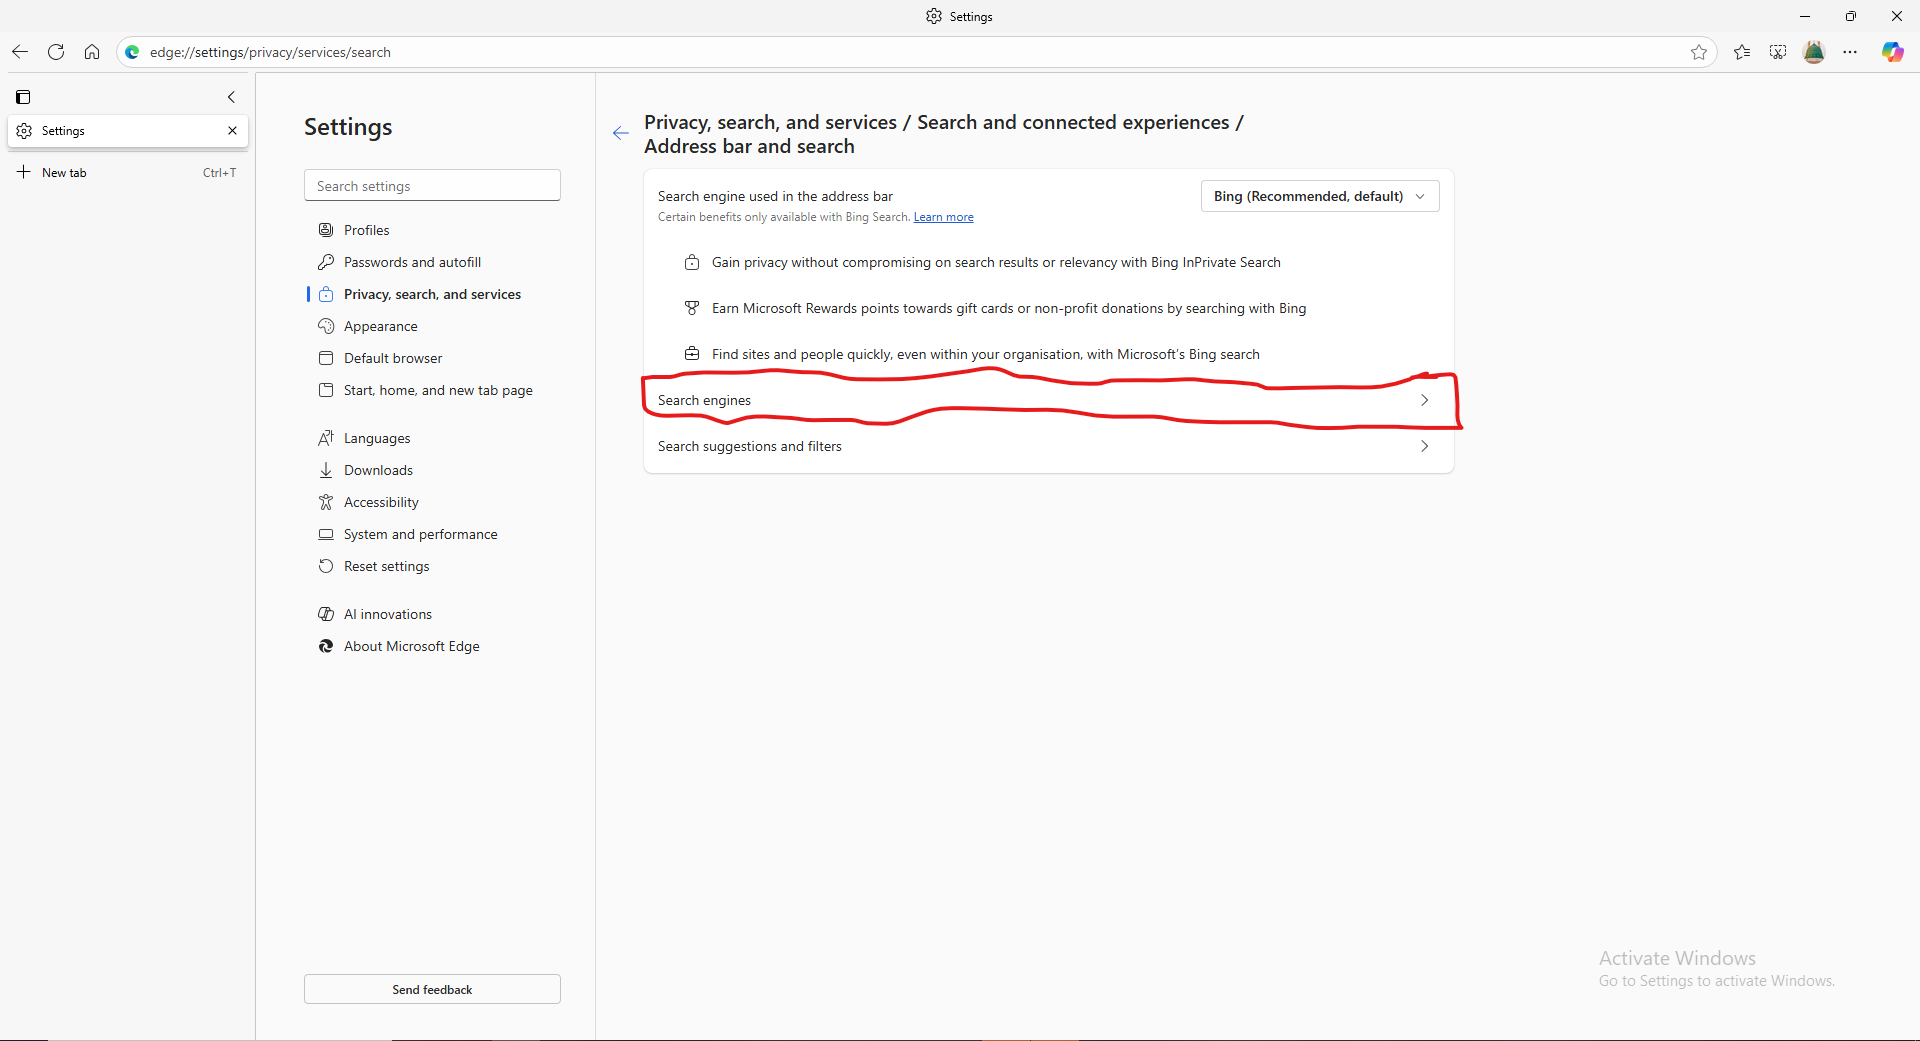 Settings
edge://settings/privacy/services/search
Settings
New tab Ctrl+T
Settings
Search settings
Profiles
Passwords and autofill
Privacy, search, and services
Appearance
Default browser
Start, home, and new tab page
Languages
Downloads
Accessibility
System and performance
Reset settings
AI innovations
About Microsoft Edge
Send feedback
Privacy, search, and services / Search and connected experiences /
Address bar and search
Search engine used in the address bar
Bing (Recommended, default)
Certain benefits only available with Bing Search. Learn more
Gain privacy without compromising on search results or relevancy with Bing InPrivate Search
Earn Microsoft Rewards points towards gift cards or non-profit donations by searching with Bing
Find sites and people quickly, even within your organisation, with Microsoft's Bing search
Search engines
Search suggestions and filters
Activate Windows
Go to Settings to activate Windows.